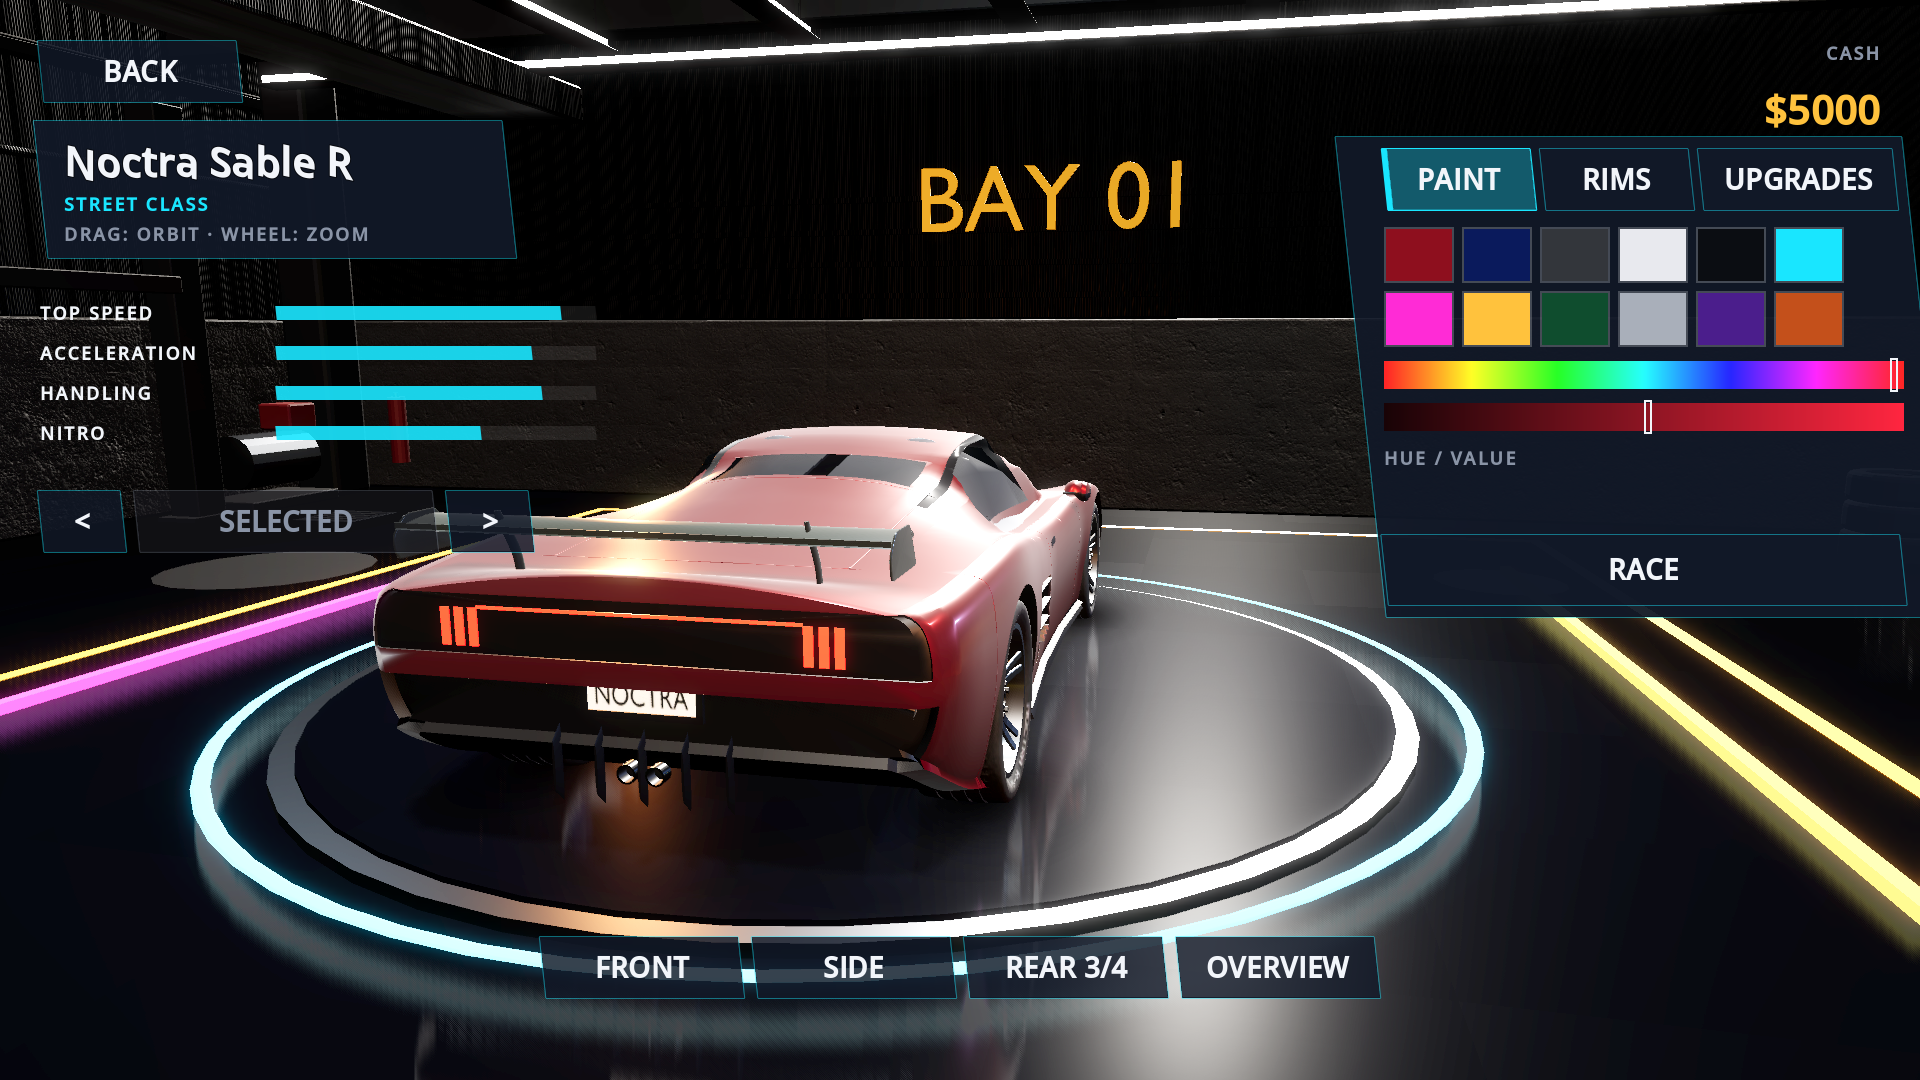 BACK
CASH
$5000
Noctra Sable R
STREET CLASS
DRAG: ORBIT · WHEEL: ZOOM
BAY 01
PAINT
RIMS
UPGRADES
TOP SPEED
ACCELERATION
HANDLING
NITRO
HUE / VALUE
<
SELECTED
>
RACE
NOCTRA
FRONT
SIDE
REAR 3/4
OVERVIEW